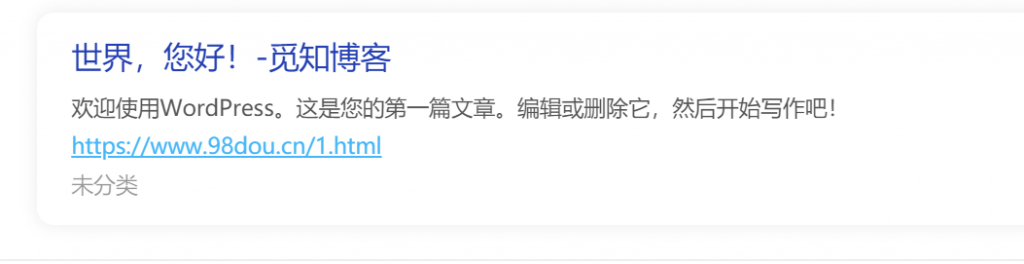 世界，您好！-觅知博客
欢迎使用WordPress。这是您的第一篇文章。编辑或删除它，然后开始写作吧！
https://www.98dou.cn/1.html
未分类